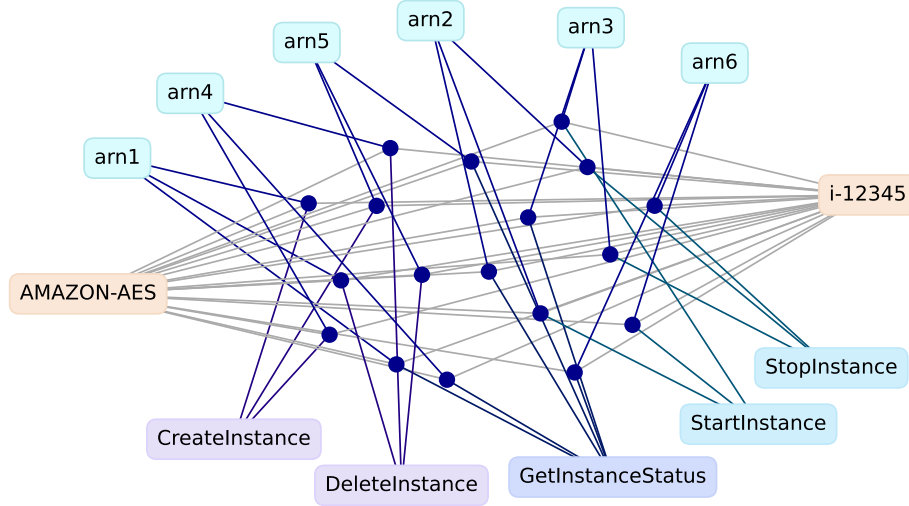 arn2
arn3
arn5
arn6
arn4
arn1
i-12345
AMAZON-AES
StopInstance
StartInstance
CreateInstance
GetInstanceStatus
DeleteInstance